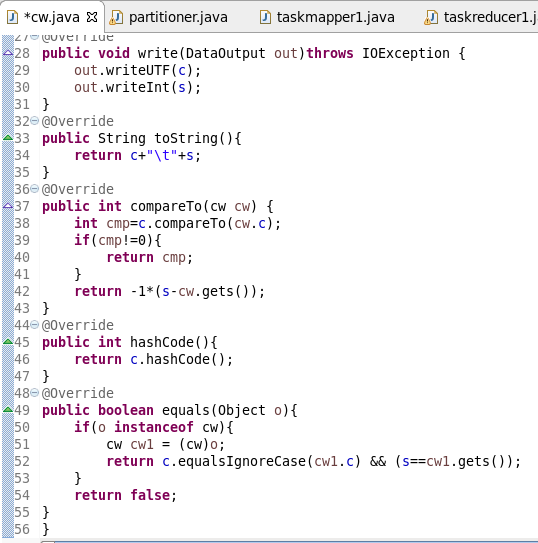 *cw.java partitioner.java taskmapper1.java taskreducer1.j
27 @Override
28 public void write(DataOutput out)throws IOException {
29 out.writeUTF(c);
30 out.writeInt(s);
31 }
32 @Override
33 public String toString(){
34 return c+"\t"+s;
35 }
36 @Override
37 public int compareTo(cw cw) {
38 int cmp=c.compareTo(cw.c);
39 if(cmp!=0){
40 return cmp;
41 }
42 return -1*(s-cw.gets());
43 }
44 @Override
45 public int hashCode(){
46 return c.hashCode();
47 }
48 @Override
49 public boolean equals(Object o){
50 if(o instanceof cw){
51 cw cw1 = (cw)o;
52 return c.equalsIgnoreCase(cw1.c) && (s==cw1.gets());
53 }
54 return false;
55 }
56 }